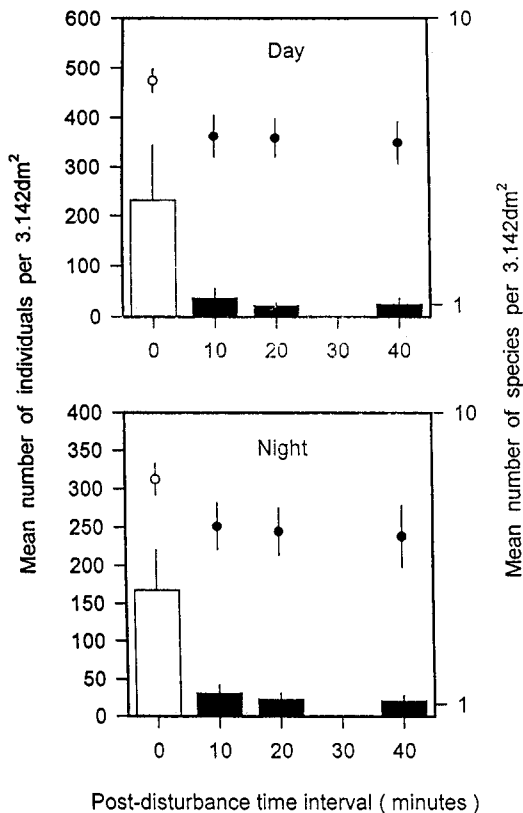 600
500
400
300
200
100
0
10
1
Day
0 10 20 30 40
Mean number of individuals per 3.142dm²
Mean number of species per 3.142dm²
400
350
300
250
200
150
100
50
0
10
1
Night
0 10 20 30 40
Post-disturbance time interval ( minutes )